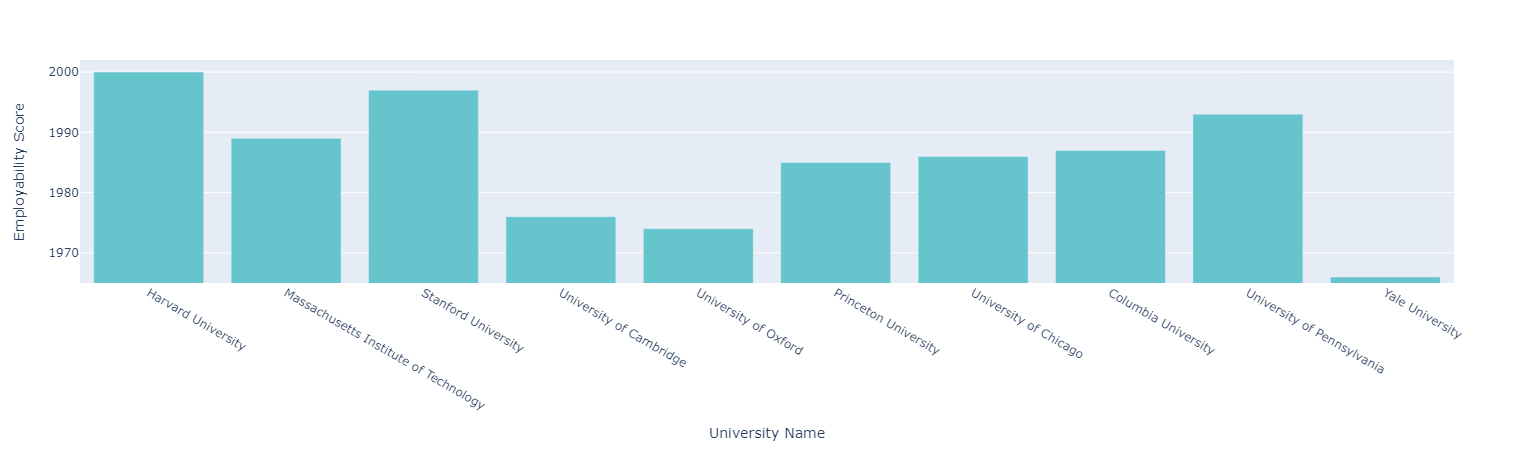 Employability Score
2000
1990
1980
1970
Harvard University
Massachusetts Institute of Technology
Stanford University
University of Cambridge
University of Oxford
Princeton University
University of Chicago
Columbia University
University of Pennsylvania
Yale University
University Name